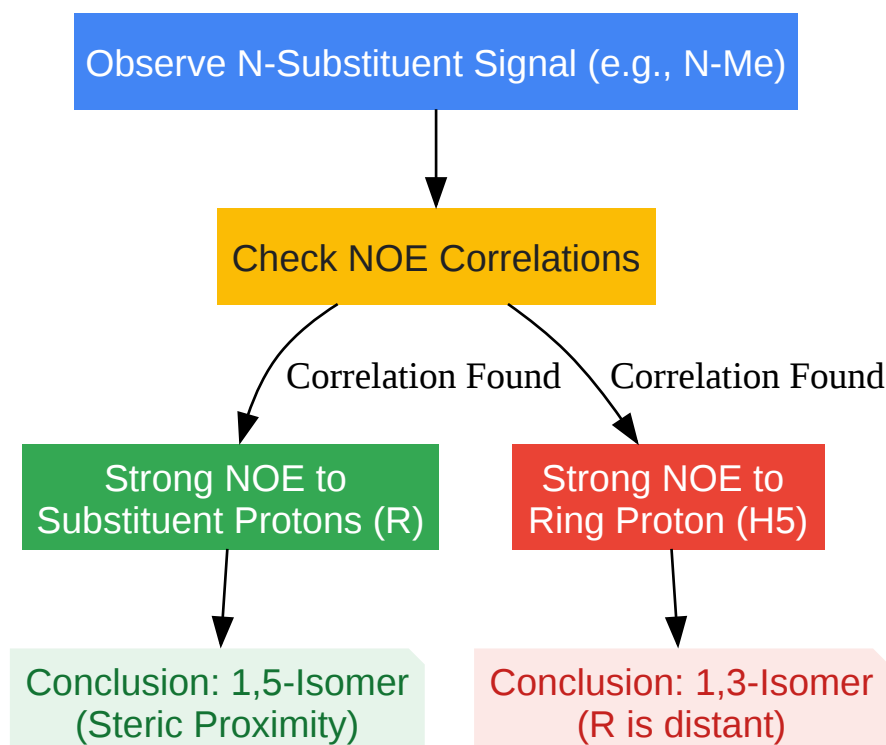 Observe N-Substituent Signal (e.g., N-Me)
Check NOE Correlations
Correlation Found
Correlation Found
Strong NOE to
Substituent Protons (R)
Strong NOE to
Ring Proton (H5)
Conclusion: 1,5-Isomer
(Steric Proximity)
Conclusion: 1,3-Isomer
(R is distant)